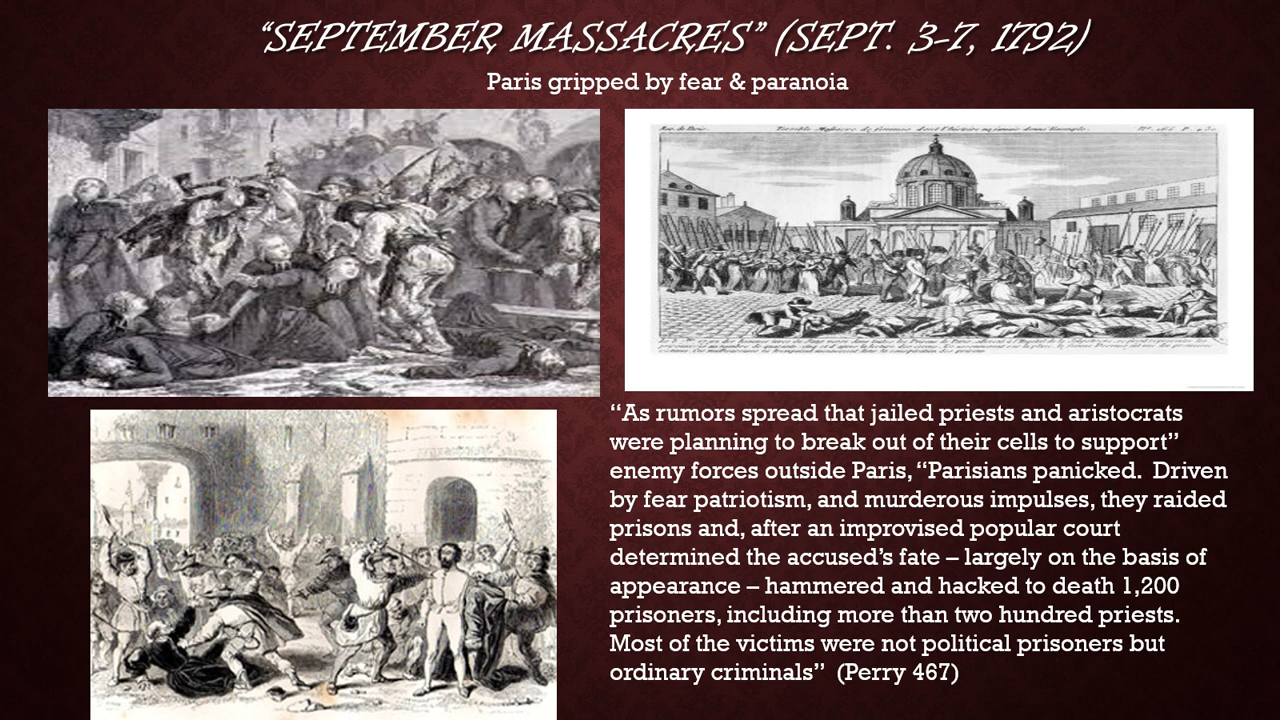 “SEPTEMBER MASSACRES” (SEPT. 3-7, 1792)
Paris gripped by fear & paranoia
“As rumors spread that jailed priests and aristocrats
were planning to break out of their cells to support”
enemy forces outside Paris, “Parisians panicked.  Driven
by fear patriotism, and murderous impulses, they raided
prisons and, after an improvised popular court
determined the accused’s fate – largely on the basis of
appearance – hammered and hacked to death 1,200
prisoners, including more than two hundred priests.
Most of the victims were not political prisoners but
ordinary criminals”  (Perry 467)